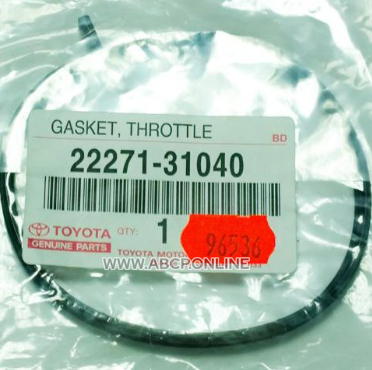 GASKET, THROTTLE
BD
22271-31040
TOYOTA QTY: 1 96536
GENUINE PARTS TOYOTA MOTO
WWW.ABCP.ONLINE